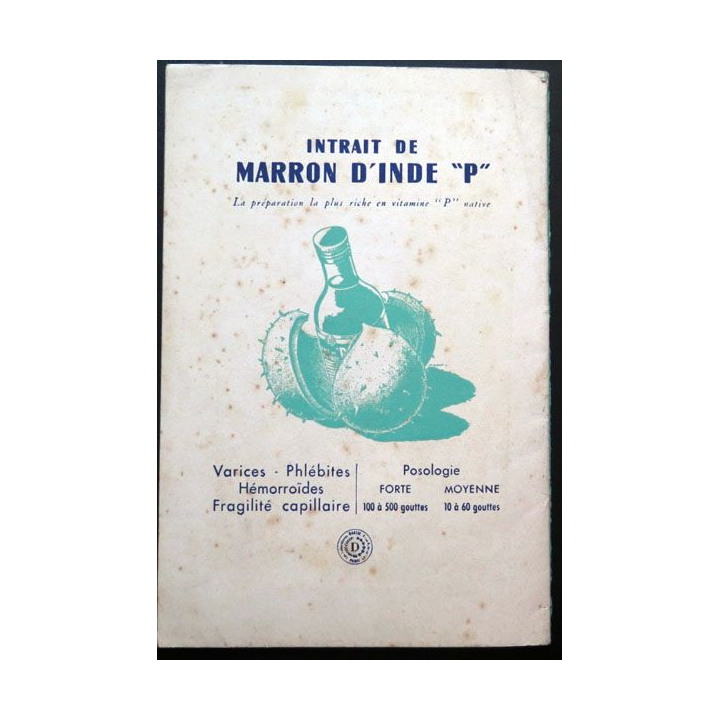 INTRAIT DE
MARRON D'INDE "P"
La préparation la plus riche en vitamine "P" native
Varices - Phlébites
Hémorroïdes
Fragilité capillaire
Posologie
FORTE MOYENNE
100 à 500 gouttes 10 à 60 gouttes
D
PARIS